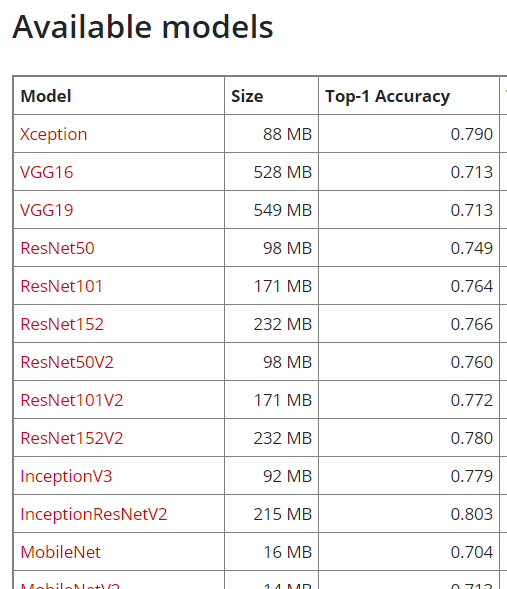 Available models
Model Size Top-1 Accuracy
Xception 88 MB 0.790
VGG16 528 MB 0.713
VGG19 549 MB 0.713
ResNet50 98 MB 0.749
ResNet101 171 MB 0.764
ResNet152 232 MB 0.766
ResNet50V2 98 MB 0.760
ResNet101V2 171 MB 0.772
ResNet152V2 232 MB 0.780
InceptionV3 92 MB 0.779
InceptionResNetV2 215 MB 0.803
MobileNet 16 MB 0.704
MobileNetV2 14 MB 0.713